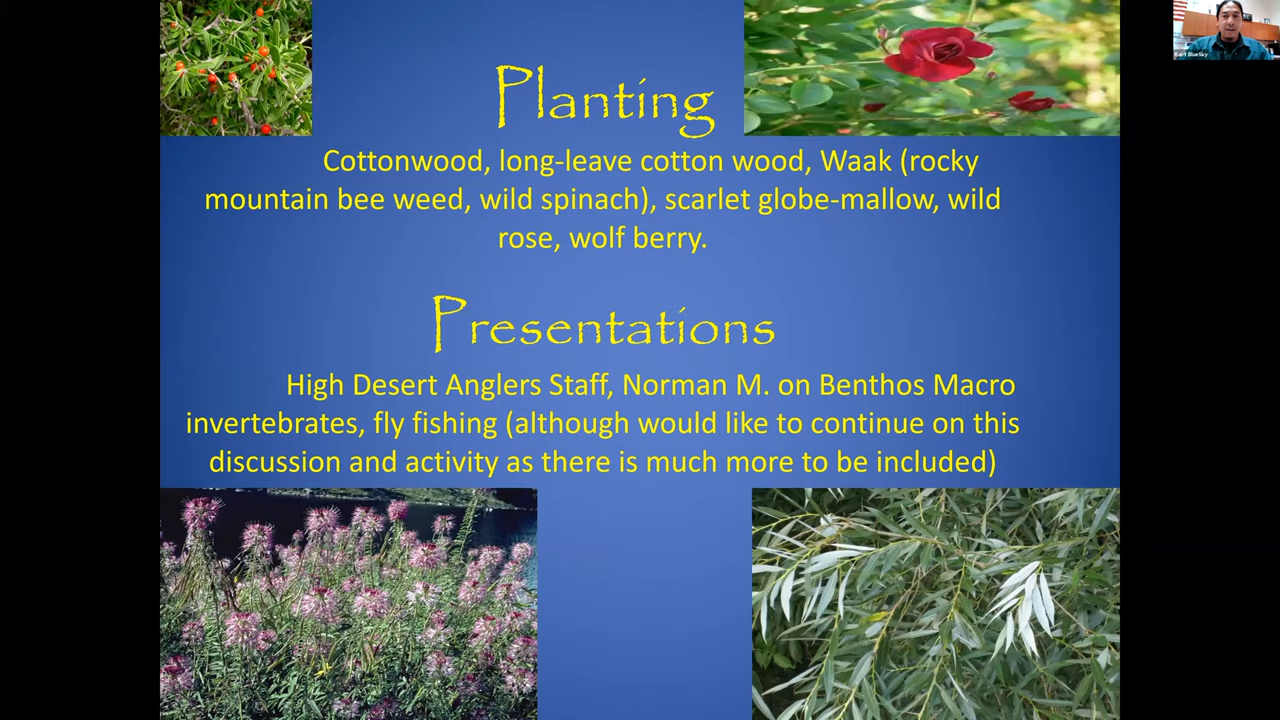 Planting
Cottonwood, long-leave cotton wood, Waak (rocky
mountain bee weed, wild spinach), scarlet globe-mallow, wild
rose, wolf berry.
Presentations
High Desert Anglers Staff, Norman M. on Benthos Macro
invertebrates, fly fishing (although would like to continue on this
discussion and activity as there is much more to be included)